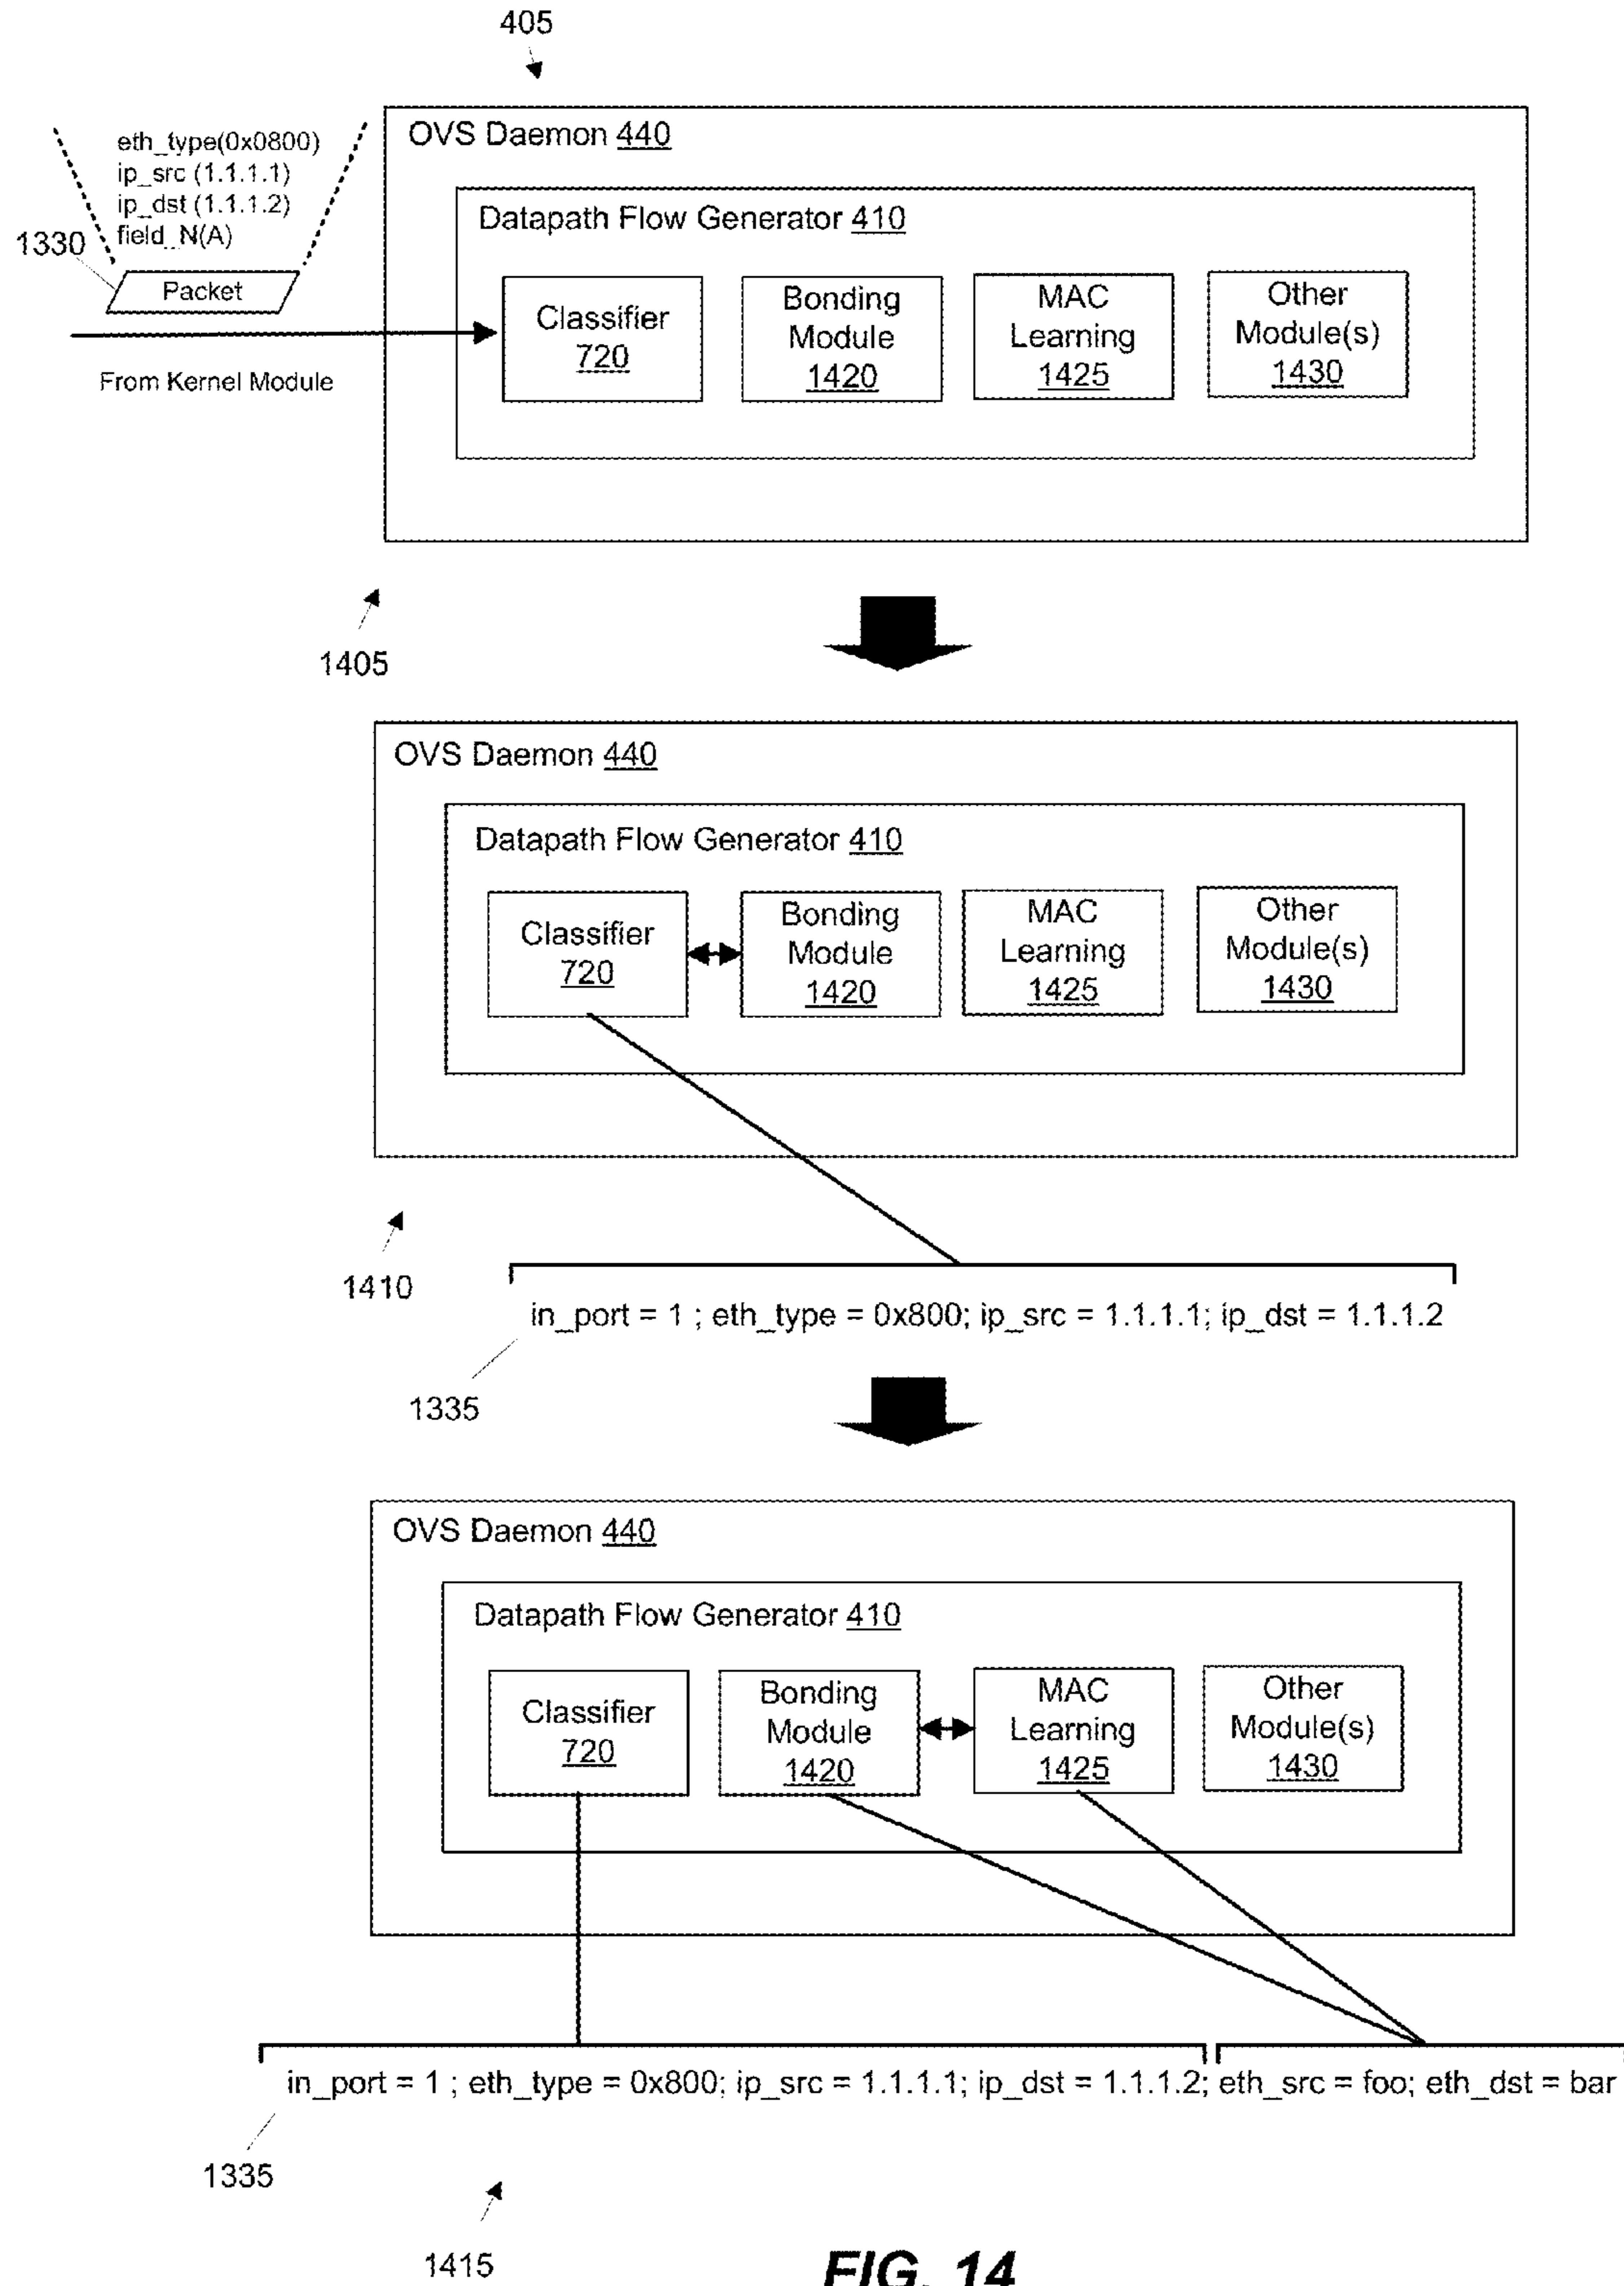 405
eth_type(0x0800)
ip_src (1.1.1.1)
ip_dst (1.1.1.2)
field_N(A)
1330
Packet
From Kernel Module
OVS Daemon 440
Datapath Flow Generator 410
Classifier
720
Bonding
Module
1420
MAC
Learning
1425
Other
Module(s)
1430
1405
OVS Daemon 440
Datapath Flow Generator 410
Classifier
720
Bonding
Module
1420
MAC
Learning
1425
Other
Module(s)
1430
1410
in_port = 1 ; eth_type = 0x800; ip_src = 1.1.1.1; ip_dst = 1.1.1.2
1335
OVS Daemon 440
Datapath Flow Generator 410
Classifier
720
Bonding
Module
1420
MAC
Learning
1425
Other
Module(s)
1430
in_port = 1 ; eth_type = 0x800; ip_src = 1.1.1.1; ip_dst = 1.1.1.2; eth_src = foo; eth_dst = bar
1335
1415
FIG. 14